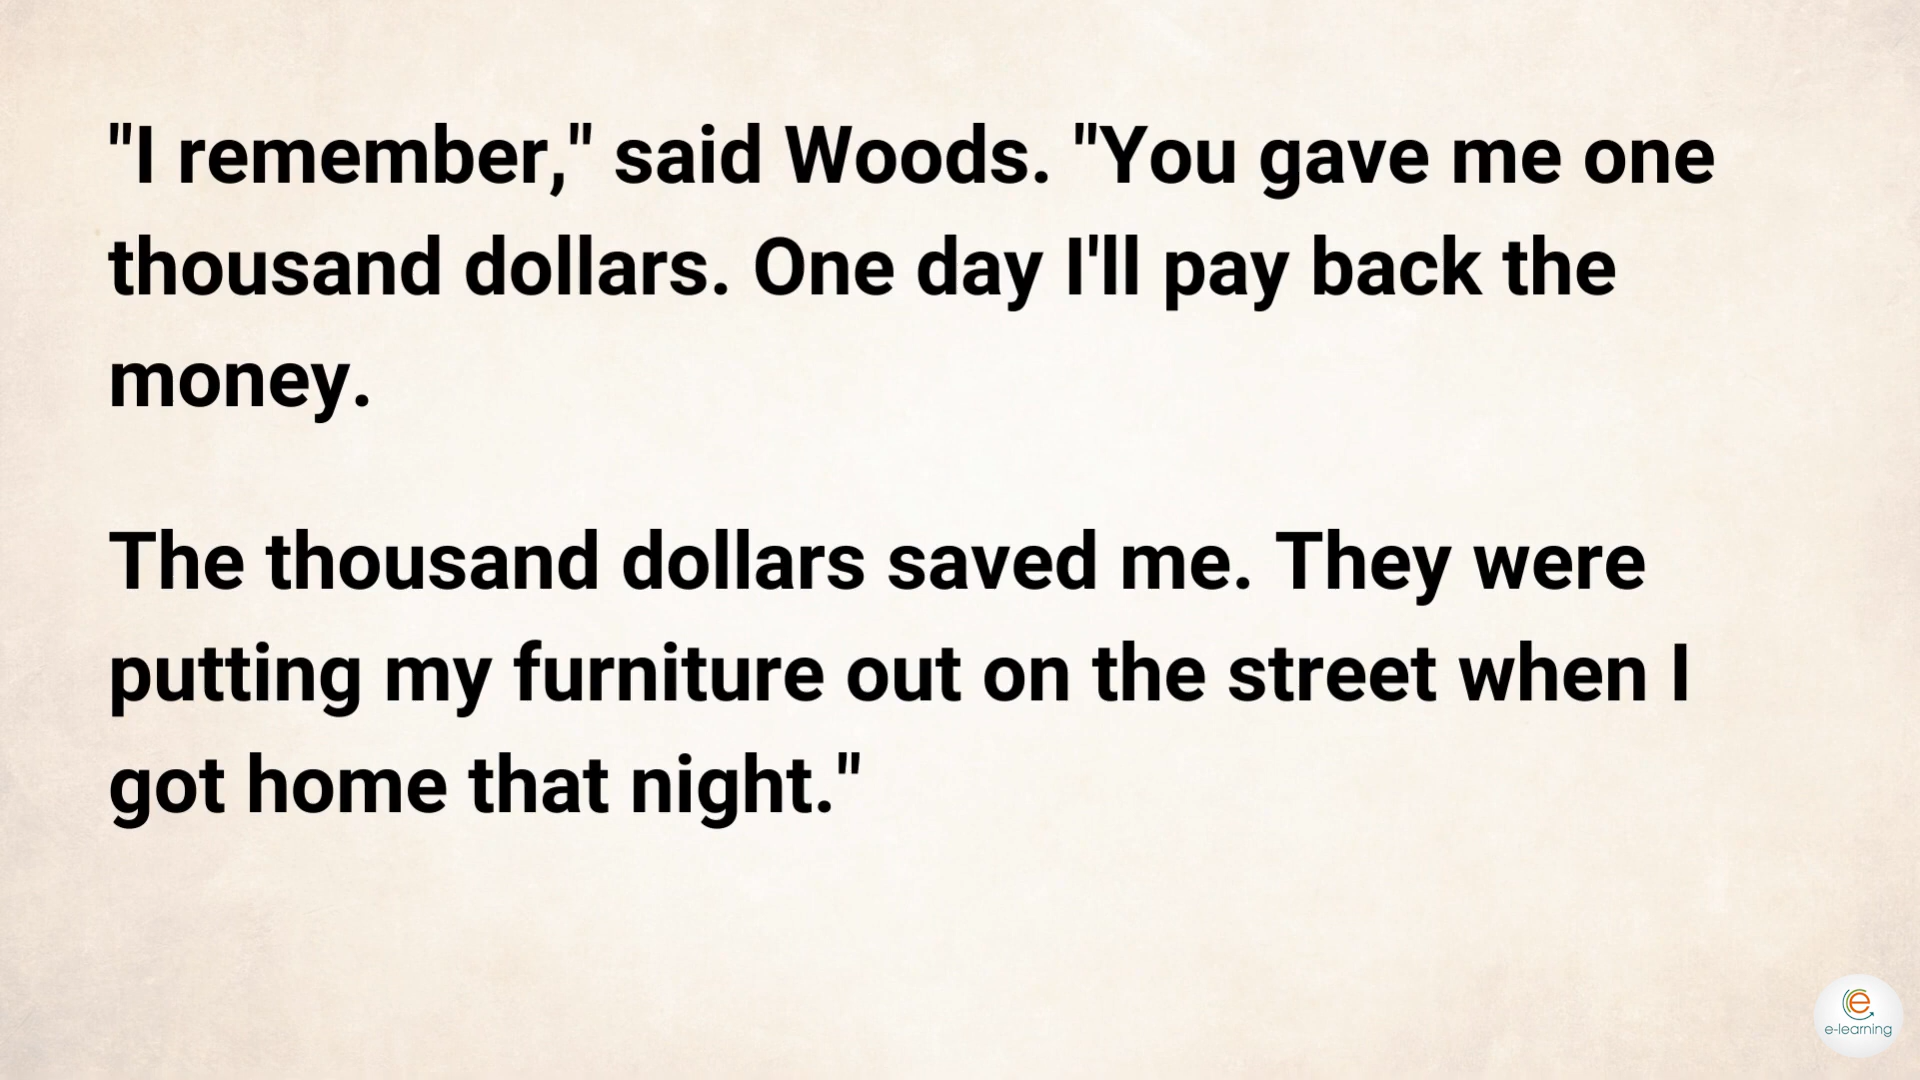 "I remember," said Woods. "You gave me one
thousand dollars. One day I'll pay back the
money.
The thousand dollars saved me. They were
putting my furniture out on the street when I
got home that night."
e
e-learning